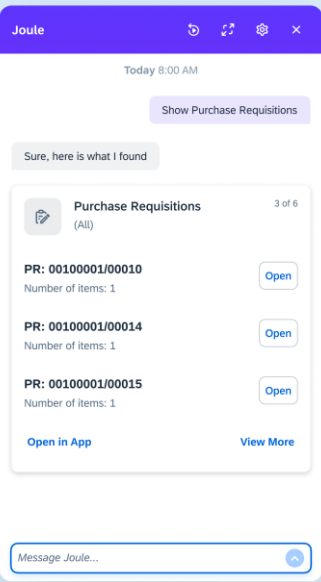 Joule
Today 8:00 AM
Show Purchase Requisitions
Sure, here is what I found
Purchase Requisitions
3 of 6
(All)
PR: 00100001/00010
Open
Number of items: 1
PR: 00100001/00014
Open
Number of items: 1
PR: 00100001/00015
Open
Number of items: 1
Open in App
View More
Message Joule...